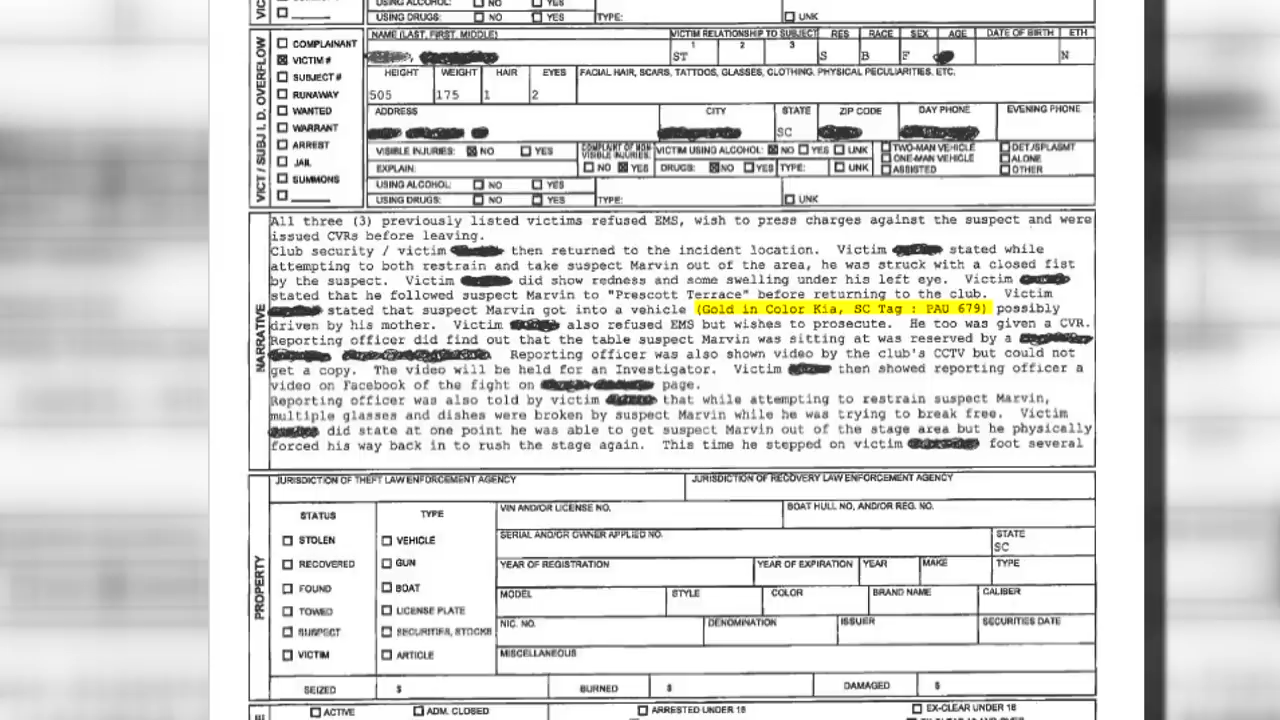 USING ALCOHOL: NO YES
USING DRUGS: NO YES TYPE: UNK
VICT / SUBJ I. D. OVERFLOW
COMPLAINANT
VICTIM #
SUBJECT #
RUNAWAY
WANTED
WARRANT
ARREST
JAIL
SUMMONS
NAME (LAST, FIRST, MIDDLE) VICTIM RELATIONSHIP TO SUBJECT RES RACE SEX AGE DATE OF BIRTH ETH
1 2 3
ST S B F N
HEIGHT WEIGHT HAIR EYES FACIAL HAIR, SCARS, TATTOOS, GLASSES, CLOTHING, PHYSICAL PECULIARITIES, ETC.
505 175 1 2
ADDRESS CITY STATE ZIP CODE DAY PHONE EVENING PHONE
SC
VISIBLE INJURIES: NO YES COMPLAINT OF NON VISIBLE INJURIES: VICTIM USING ALCOHOL: NO YES UNK TWO-MAN VEHICLE DET./SPLASMT
EXPLAIN: NO YES DRUGS: NO YES TYPE: UNK ONE-MAN VEHICLE ALONE
ASSISTED OTHER
USING ALCOHOL: NO YES
USING DRUGS: NO YES TYPE: UNK
NARRATIVE
All three (3) previously listed victims refused EMS, wish to press charges against the suspect and were
issued CVRs before leaving.
Club security / victim then returned to the incident location. Victim stated while
attempting to both restrain and take suspect Marvin out of the area, he was struck with a closed fist
by the suspect. Victim did show redness and some swelling under his left eye. Victim
stated that he followed suspect Marvin to "Prescott Terrace" before returning to the club. Victim
stated that suspect Marvin got into a vehicle (Gold in Color Kia, SC Tag : PAU 679) possibly
driven by his mother. Victim also refused EMS but wishes to prosecute. He too was given a CVR.
Reporting officer did find out that the table suspect Marvin was sitting at was reserved by a
Reporting officer was also shown video by the club's CCTV but could not
get a copy. The video will be held for an Investigator. Victim then showed reporting officer a
video on Facebook of the fight on page.
Reporting officer was also told by victim that while attempting to restrain suspect Marvin,
multiple glasses and dishes were broken by suspect Marvin while he was trying to break free. Victim
did state at one point he was able to get suspect Marvin out of the stage area but he physically
forced his way back in to rush the stage again. This time he stepped on victim foot several
PROPERTY
JURISDICTION OF THEFT LAW ENFORCEMENT AGENCY JURISDICTION OF RECOVERY LAW ENFORCEMENT AGENCY
STATUS TYPE VIN AND/OR LICENSE NO. BOAT HULL NO, AND/OR REG. NO.
STOLEN VEHICLE SERIAL AND/OR OWNER APPLIED NO. STATE
SC
RECOVERED GUN YEAR OF REGISTRATION YEAR OF EXPIRATION YEAR MAKE TYPE
FOUND BOAT MODEL STYLE COLOR BRAND NAME CALIBER
TOWED LICENSE PLATE
SUSPECT SECURITIES, STOCKS NIC. NO. DENOMINATION ISSUER SECURITIES DATE
VICTIM ARTICLE MISCELLANEOUS
SEIZED $ BURNED $ DAMAGED $
ACTIVE ADM. CLOSED ARRESTED UNDER 18 EX-CLEAR UNDER 18